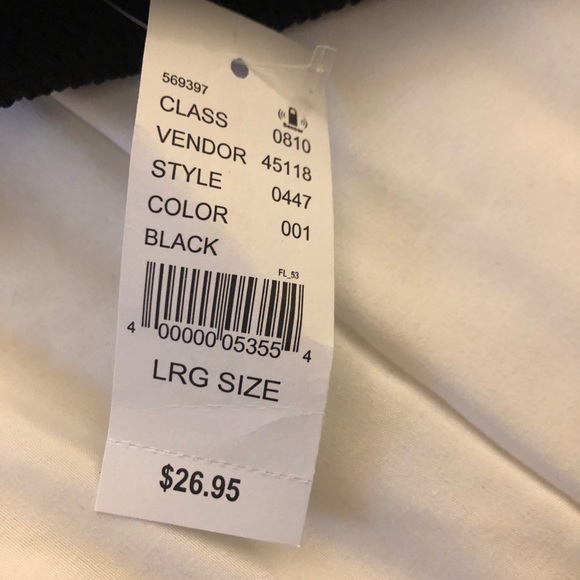 569397
CLASS 0810
VENDOR 45118
STYLE 0447
COLOR 001
BLACK
FL_53
4 00000 05355 4
LRG SIZE
$26.95